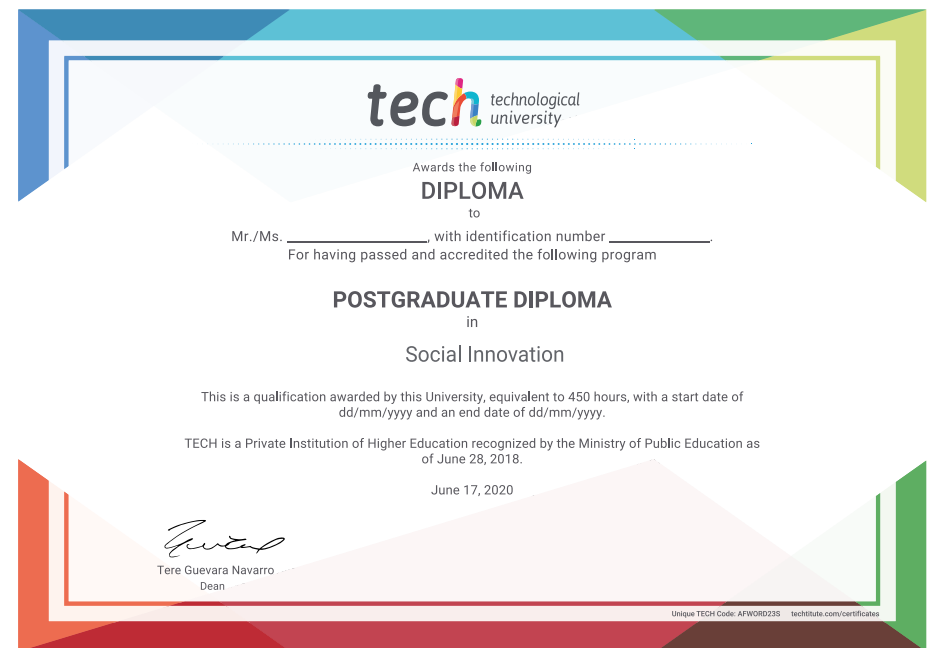 tech technological
university
Awards the following
DIPLOMA
to
Mr./Ms. ____________________, with identification number ______________.
For having passed and accredited the following program
POSTGRADUATE DIPLOMA
in
Social Innovation
This is a qualification awarded by this University, equivalent to 450 hours, with a start date of
dd/mm/yyyy and an end date of dd/mm/yyyy.
TECH is a Private Institution of Higher Education recognized by the Ministry of Public Education as
of June 28, 2018.
June 17, 2020
Tere Guevara Navarro
Dean
Unique TECH Code: AFWORD23S techtitute.com/certificates